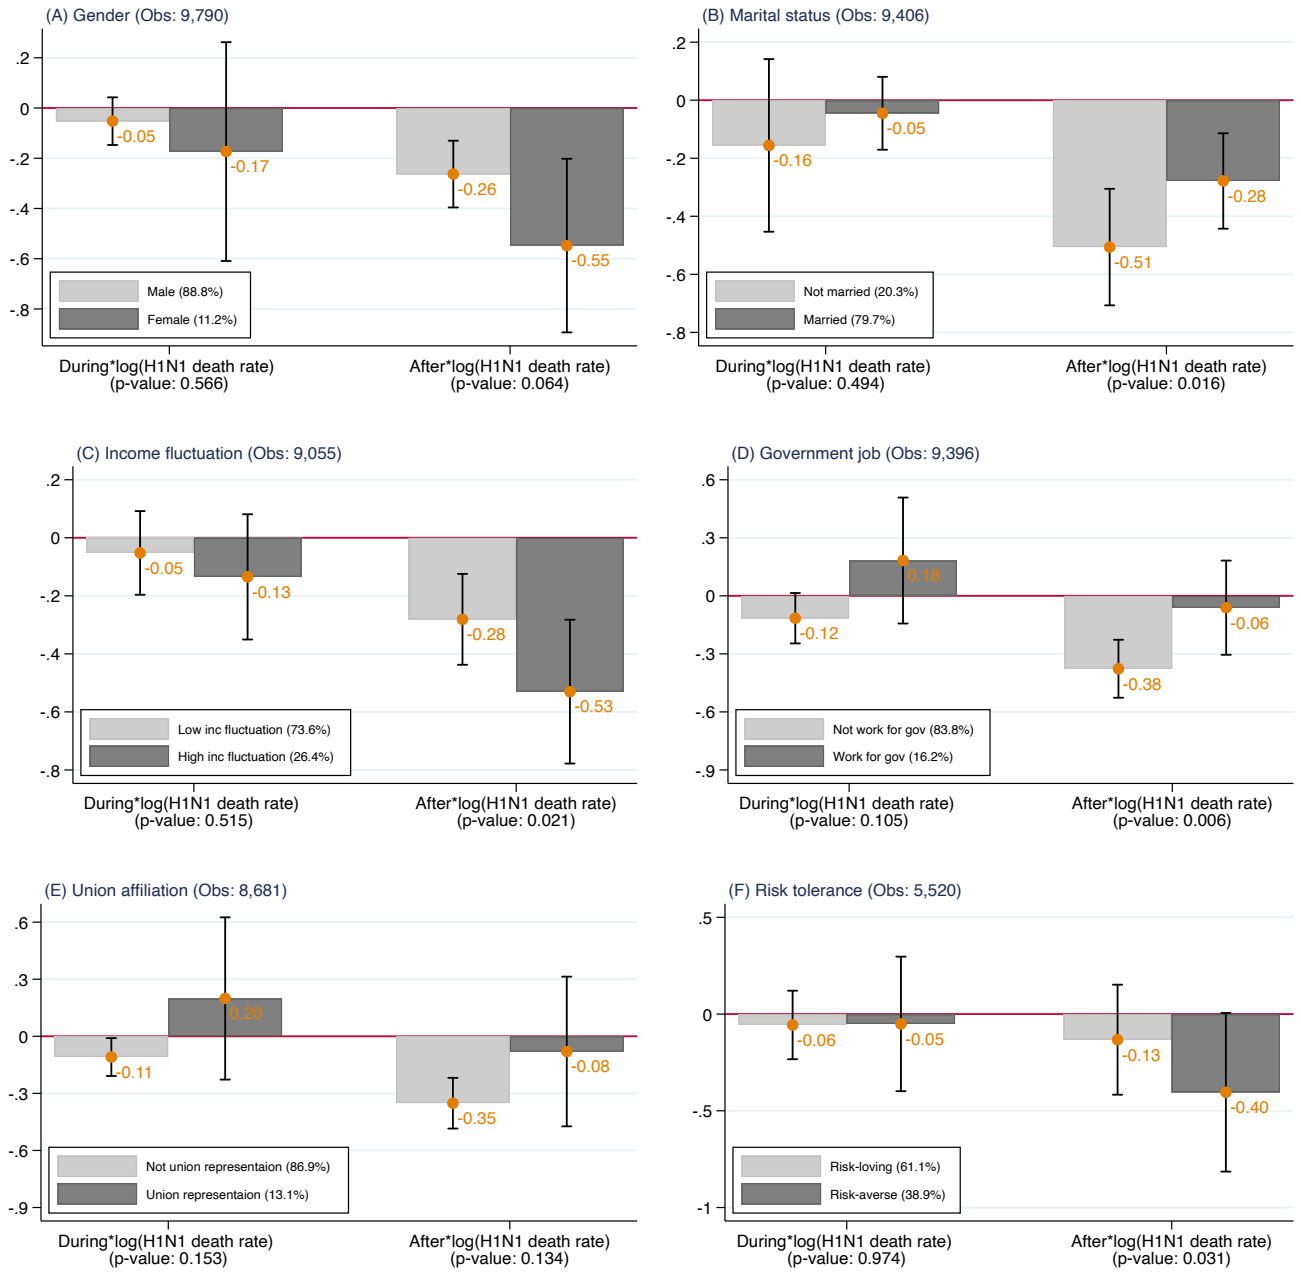 (A) Gender (Obs: 9,790)
.2
0
-.2
-.4
-.6
-.8
-0.05
-0.17
-0.26
-0.55
Male (88.8%)
Female (11.2%)
During*log(H1N1 death rate)
(p-value: 0.566)
After*log(H1N1 death rate)
(p-value: 0.064)
(B) Marital status (Obs: 9,406)
.2
0
-.2
-.4
-.6
-.8
-0.16
-0.05
-0.51
-0.28
Not married (20.3%)
Married (79.7%)
During*log(H1N1 death rate)
(p-value: 0.494)
After*log(H1N1 death rate)
(p-value: 0.016)
(C) Income fluctuation (Obs: 9,055)
.2
0
-.2
-.4
-.6
-.8
-0.05
-0.13
-0.28
-0.53
Low inc fluctuation (73.6%)
High inc fluctuation (26.4%)
During*log(H1N1 death rate)
(p-value: 0.515)
After*log(H1N1 death rate)
(p-value: 0.021)
(D) Government job (Obs: 9,396)
.6
.3
0
-.3
-.6
-.9
-0.12
0.18
-0.38
-0.06
Not work for gov (83.8%)
Work for gov (16.2%)
During*log(H1N1 death rate)
(p-value: 0.105)
After*log(H1N1 death rate)
(p-value: 0.006)
(E) Union affiliation (Obs: 8,681)
.6
.3
0
-.3
-.6
-.9
-0.11
0.20
-0.35
-0.08
Not union representaion (86.9%)
Union representaion (13.1%)
During*log(H1N1 death rate)
(p-value: 0.153)
After*log(H1N1 death rate)
(p-value: 0.134)
(F) Risk tolerance (Obs: 5,520)
.5
0
-.5
-1
-0.06
-0.05
-0.13
-0.40
Risk-loving (61.1%)
Risk-averse (38.9%)
During*log(H1N1 death rate)
(p-value: 0.974)
After*log(H1N1 death rate)
(p-value: 0.031)